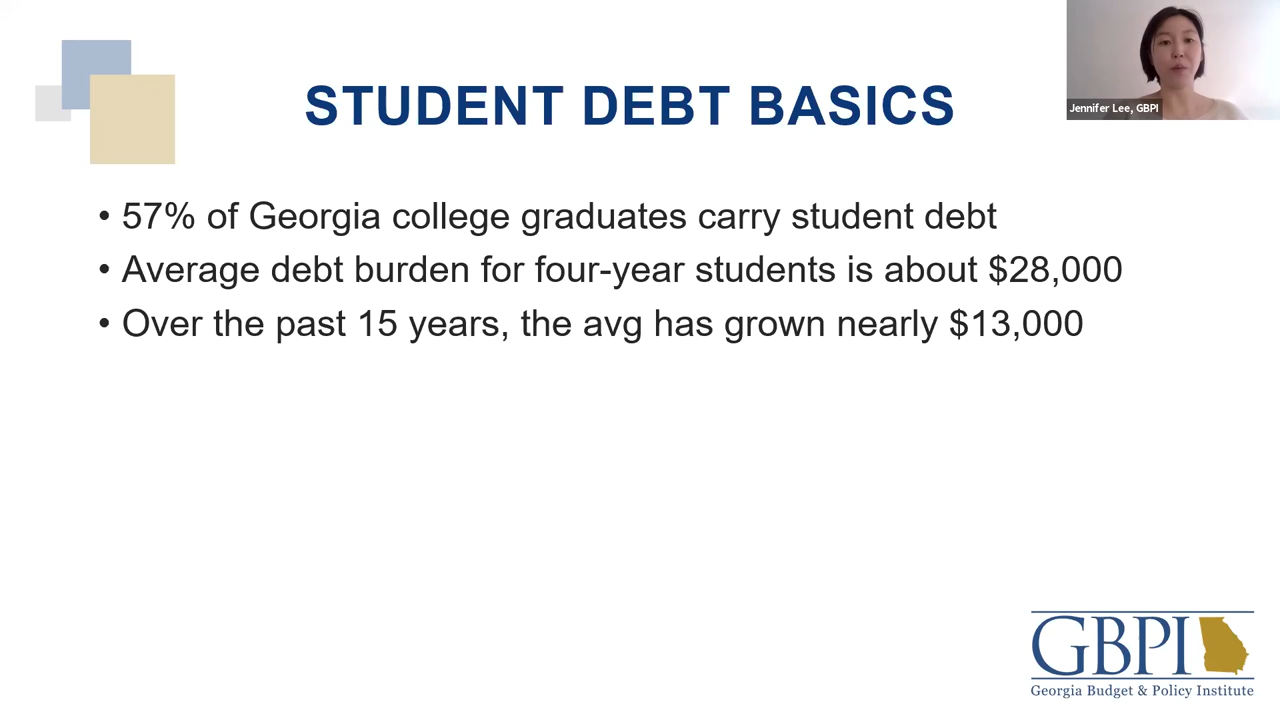 STUDENT DEBT BASICS
Jennifer Lee, GBPI
• 57% of Georgia college graduates carry student debt
• Average debt burden for four-year students is about $28,000
• Over the past 15 years, the avg has grown nearly $13,000
GBPI
Georgia Budget & Policy Institute